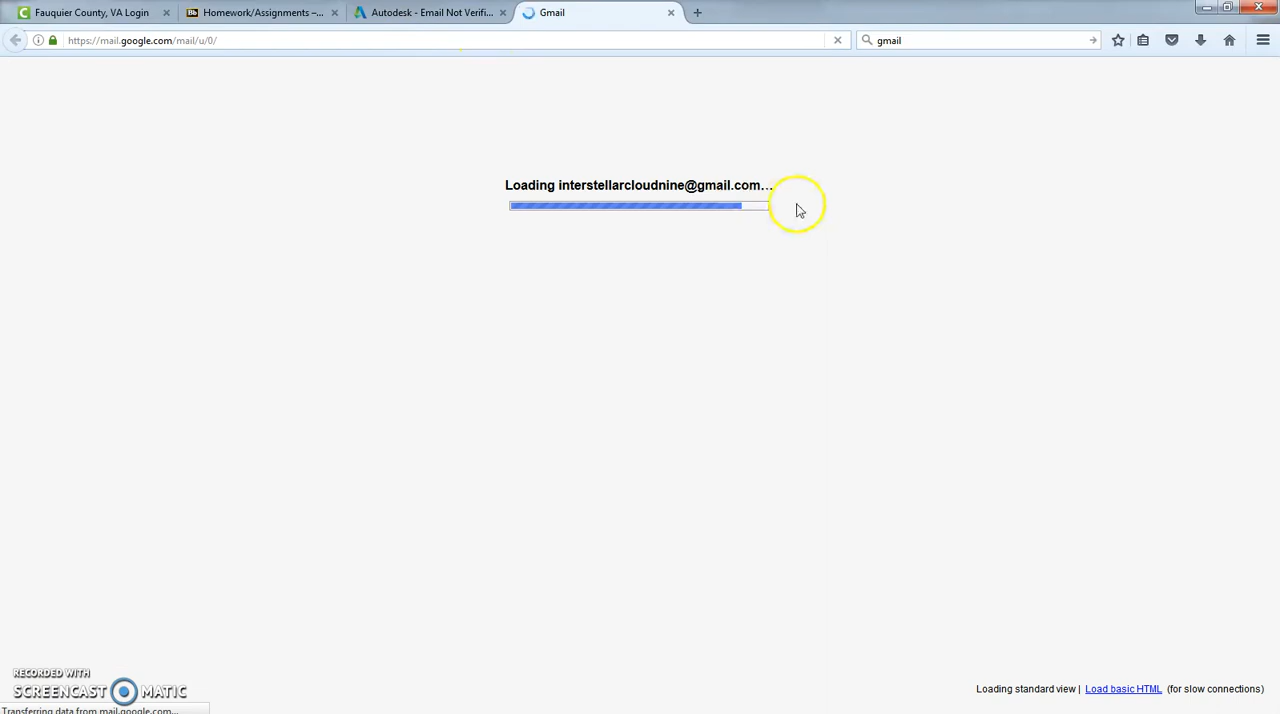 Fauquier County, VA Login
Homework/Assignments –...
Autodesk - Email Not Verifi...
Gmail
https://mail.google.com/mail/u/0/
gmail
Loading interstellarcloudnine@gmail.com...
RECORDED WITH
SCREENCAST MATIC
Loading standard view | Load basic HTML (for slow connections)
Transferring data from mail.google.com...